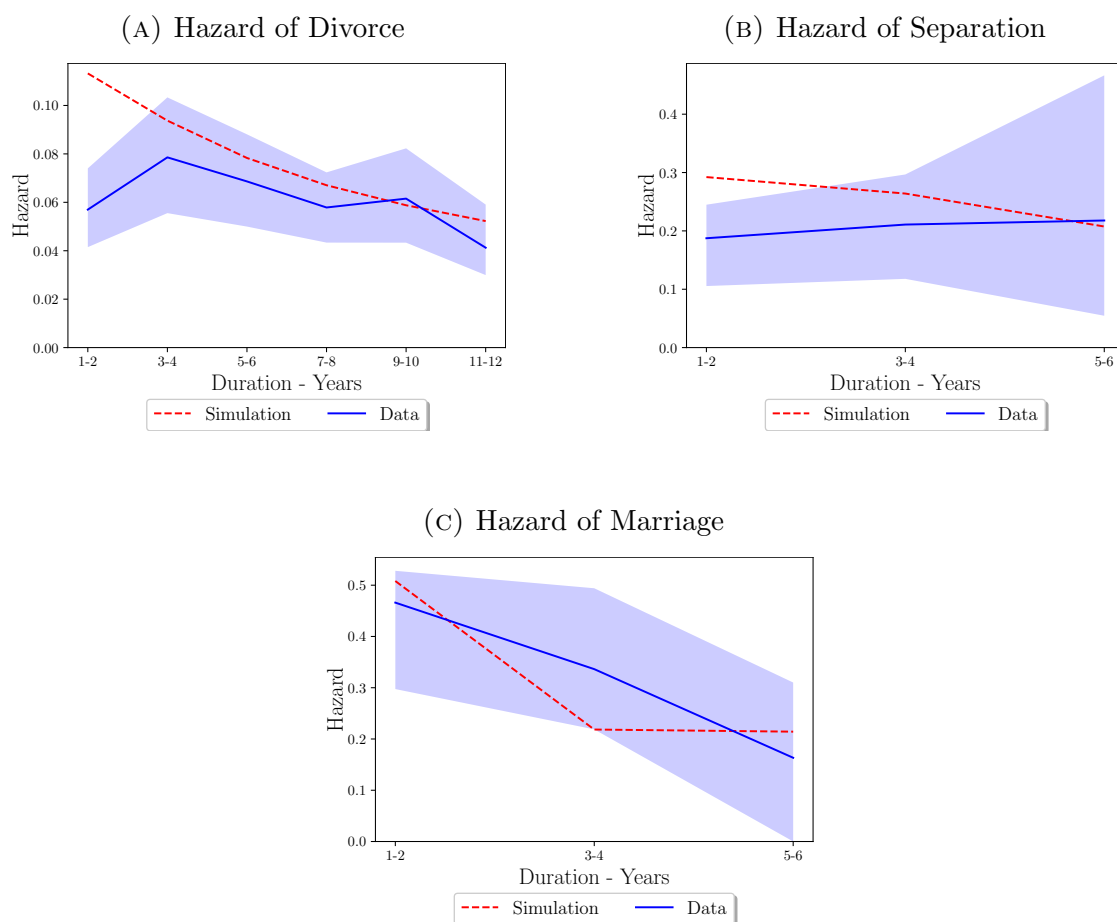 (A) Hazard of Divorce
Hazard
0.10
0.08
0.06
0.04
0.02
0.00
1-2 3-4 5-6 7-8 9-10 11-12
Duration - Years
Simulation Data
(B) Hazard of Separation
Hazard
0.4
0.3
0.2
0.1
0.0
1-2 3-4 5-6
Duration - Years
Simulation Data
(C) Hazard of Marriage
Hazard
0.5
0.4
0.3
0.2
0.1
0.0
1-2 3-4 5-6
Duration - Years
Simulation Data